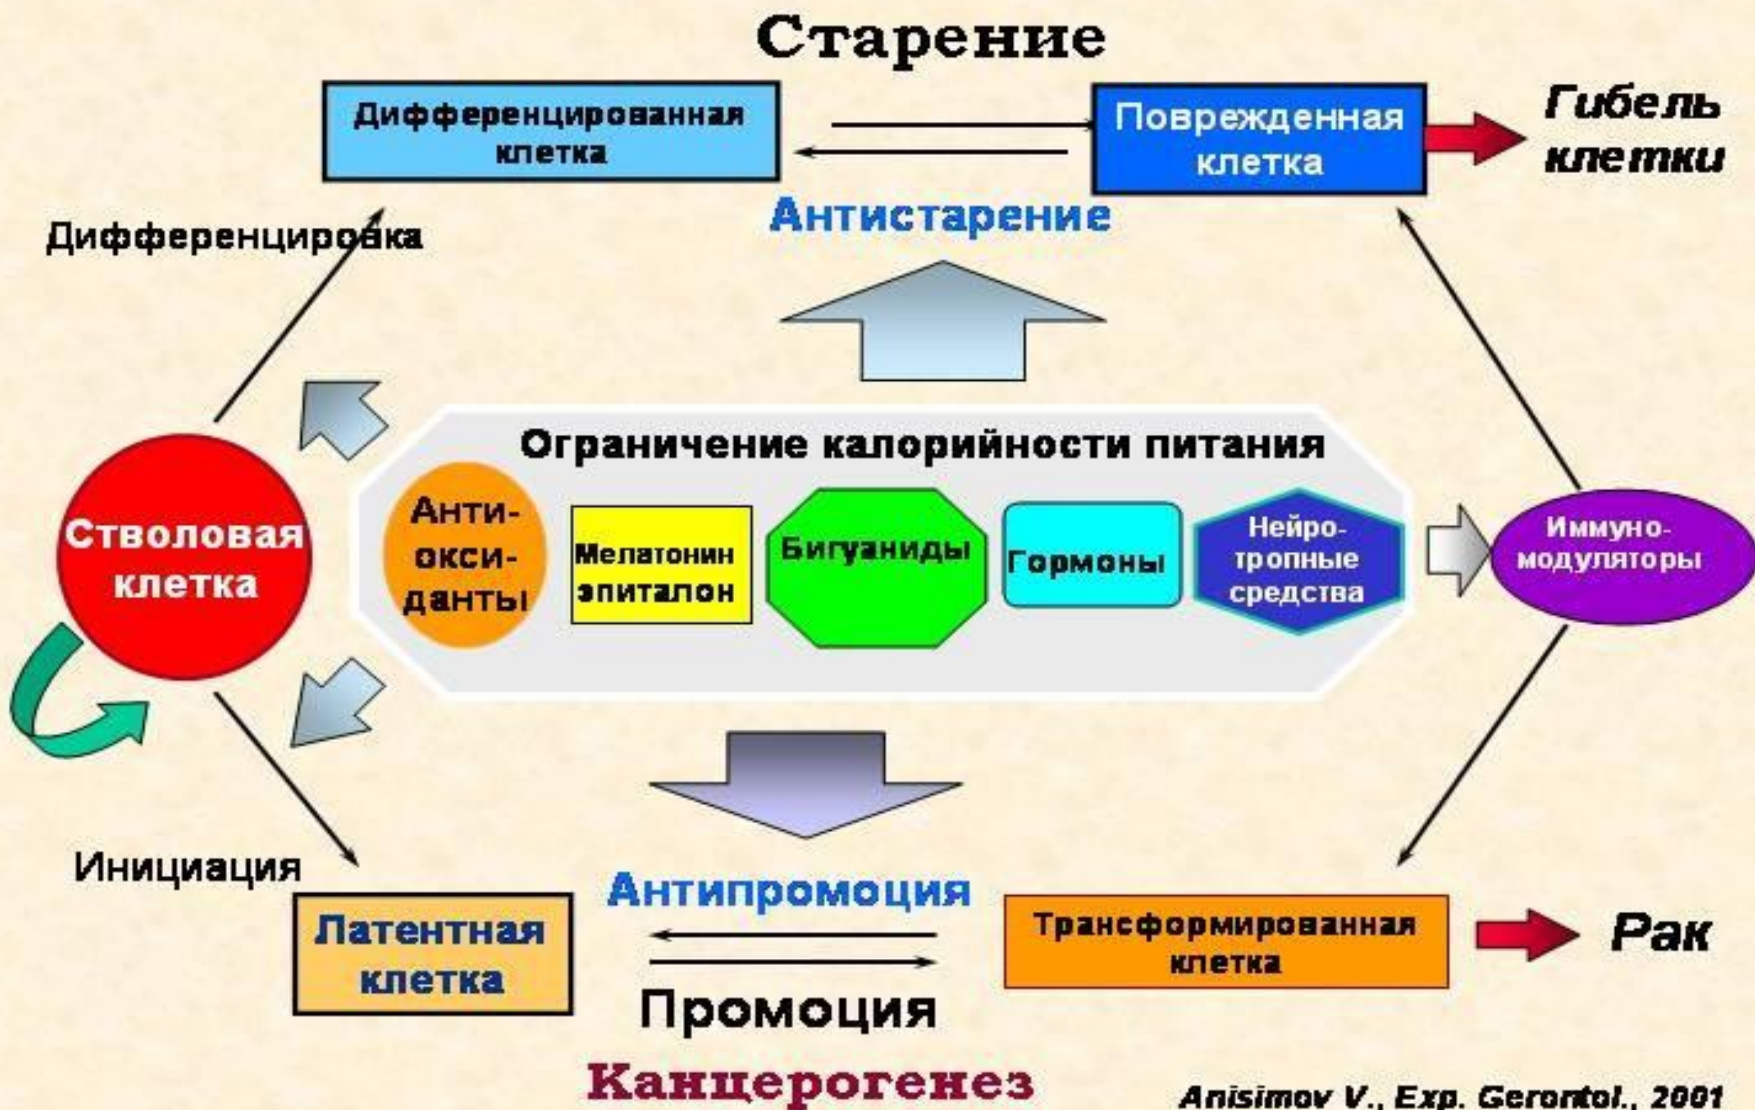 Старение
Дифференцированная
клетка
Поврежденная
клетка
Гибель
клетки
Антистарение
Дифференцировка
Ограничение калорийности питания
Стволовая
клетка
Анти-
окси-
данты
Мелатонин
эпиталон
Бигуаниды
Гормоны
Нейро-
тропные
средства
Иммуно-
модуляторы
Инициация
Антипромоция
Латентная
клетка
Трансформированная
клетка
Рак
Промоция
Канцерогенез
Anisimov V., Exp. Gerontol., 2001